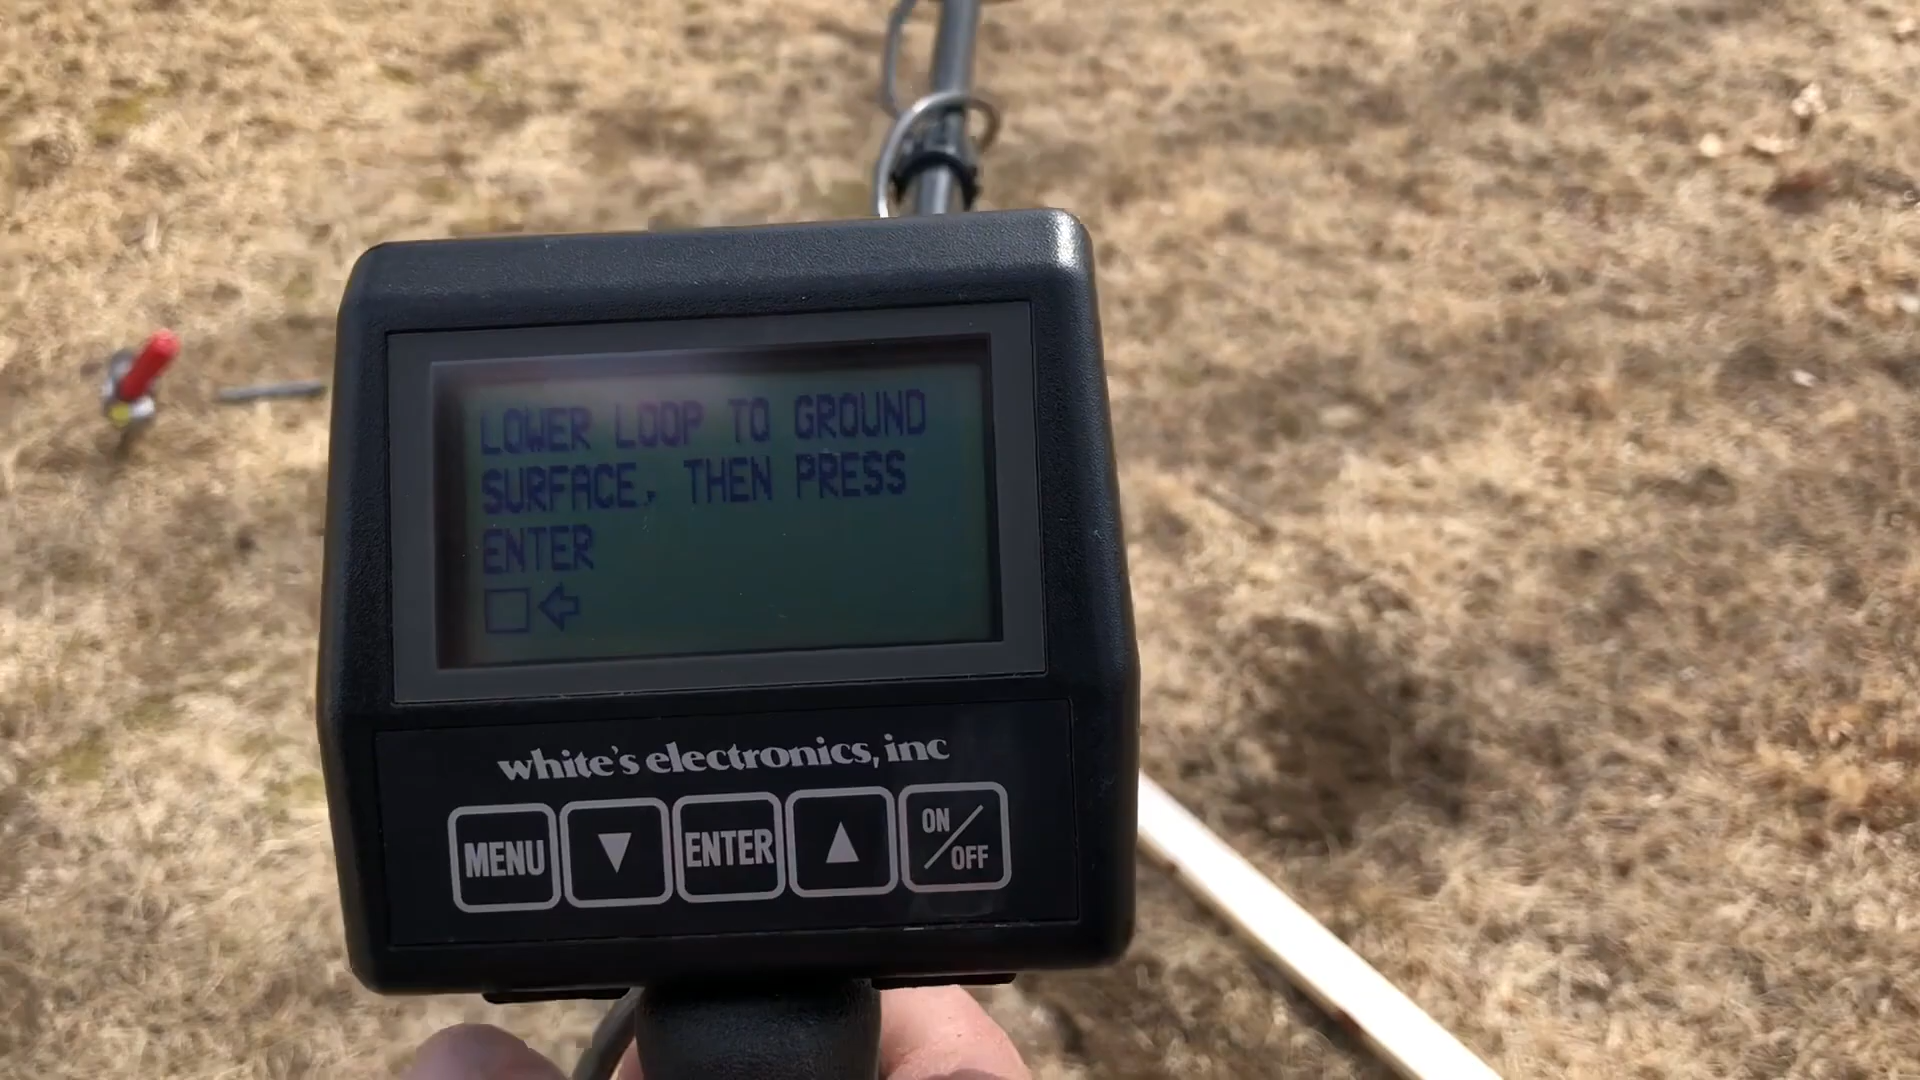 LOWER LOOP TO GROUND
SURFACE, THEN PRESS
ENTER
white's electronics, inc
MENU ▼ ENTER ▲ ON/OFF